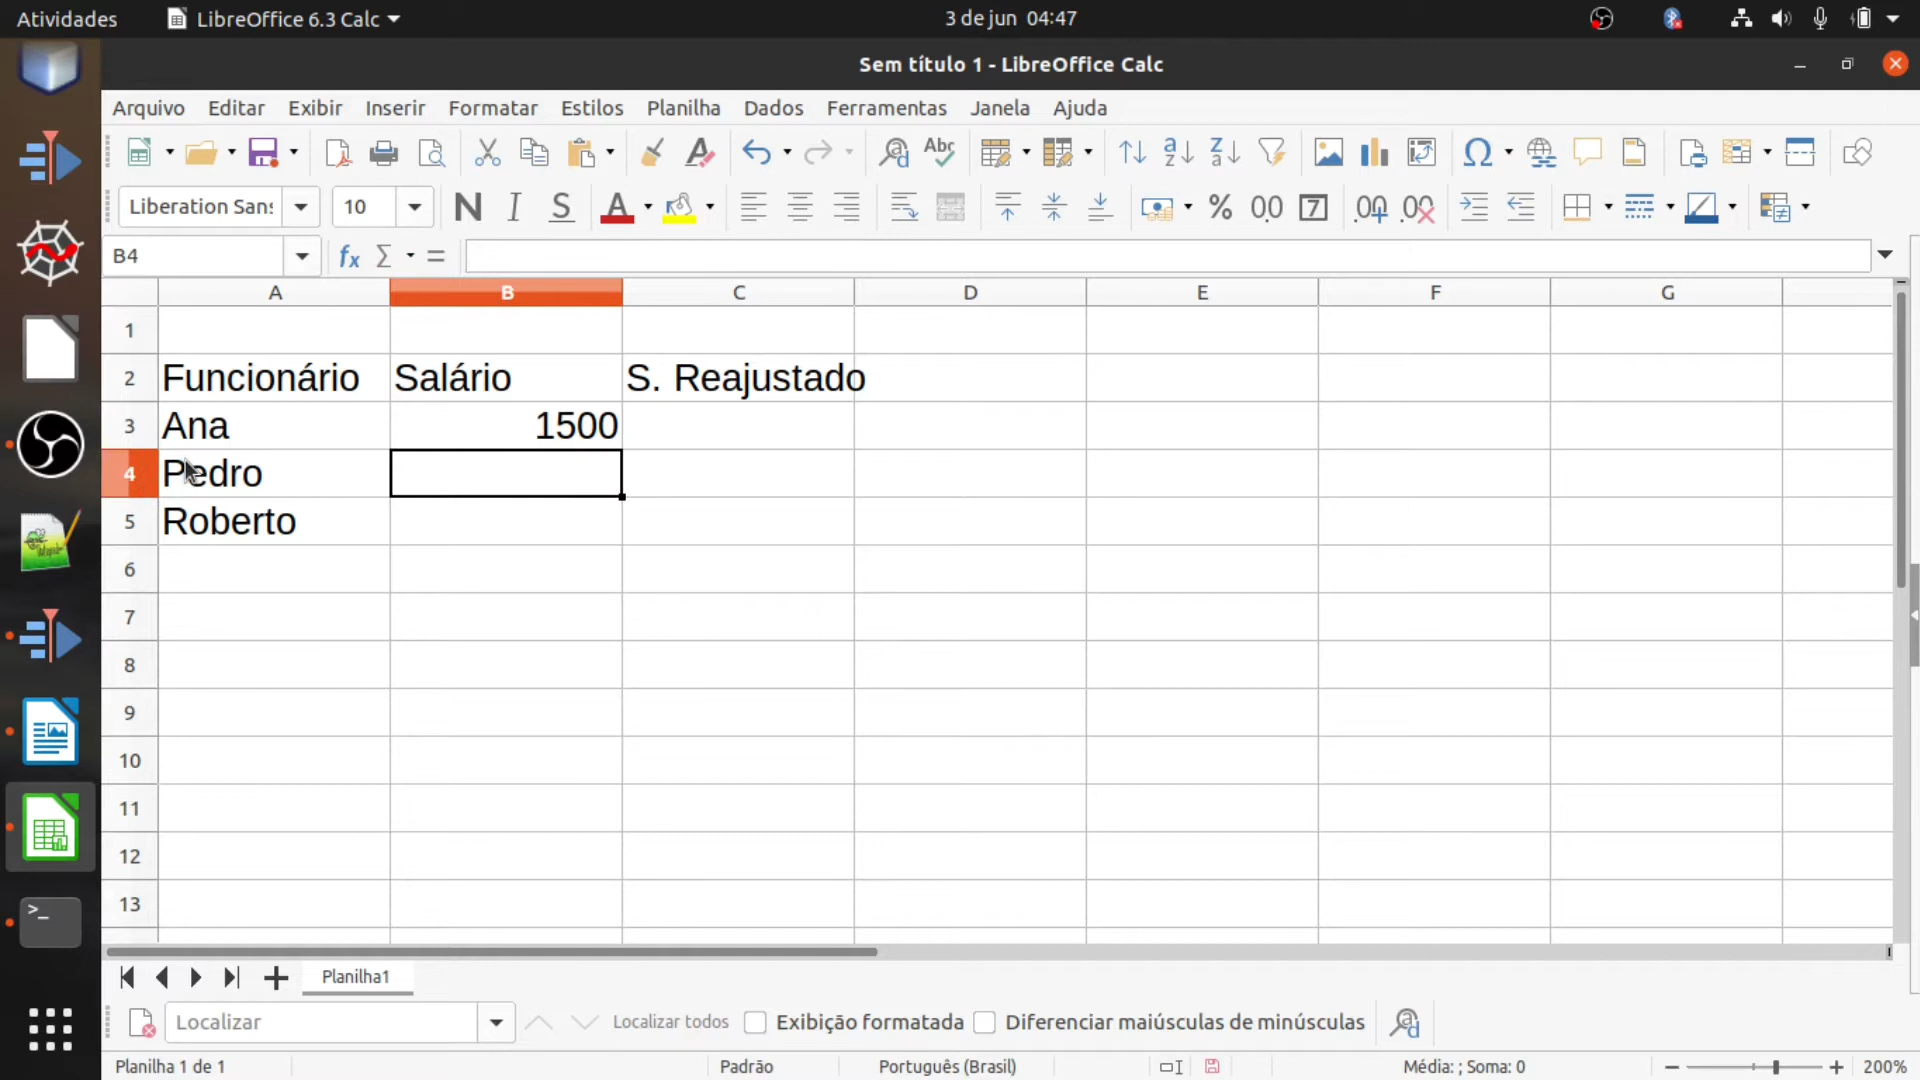 Atividades LibreOffice 6.3 Calc 3 de jun 04:47
Sem título 1 - LibreOffice Calc
Arquivo Editar Exibir Inserir Formatar Estilos Planilha Dados Ferramentas Janela Ajuda
Liberation Sans 10 N I S
B4
A B C D E F G
1
2 Funcionário Salário S. Reajustado
3 Ana 1500
4 Pedro
5 Roberto
6
7
8
9
10
11
12
13
Planilha1
Localizar Localizar todos Exibição formatada Diferenciar maiúsculas de minúsculas
Planilha 1 de 1 Padrão Português (Brasil) Média: ; Soma: 0 200%